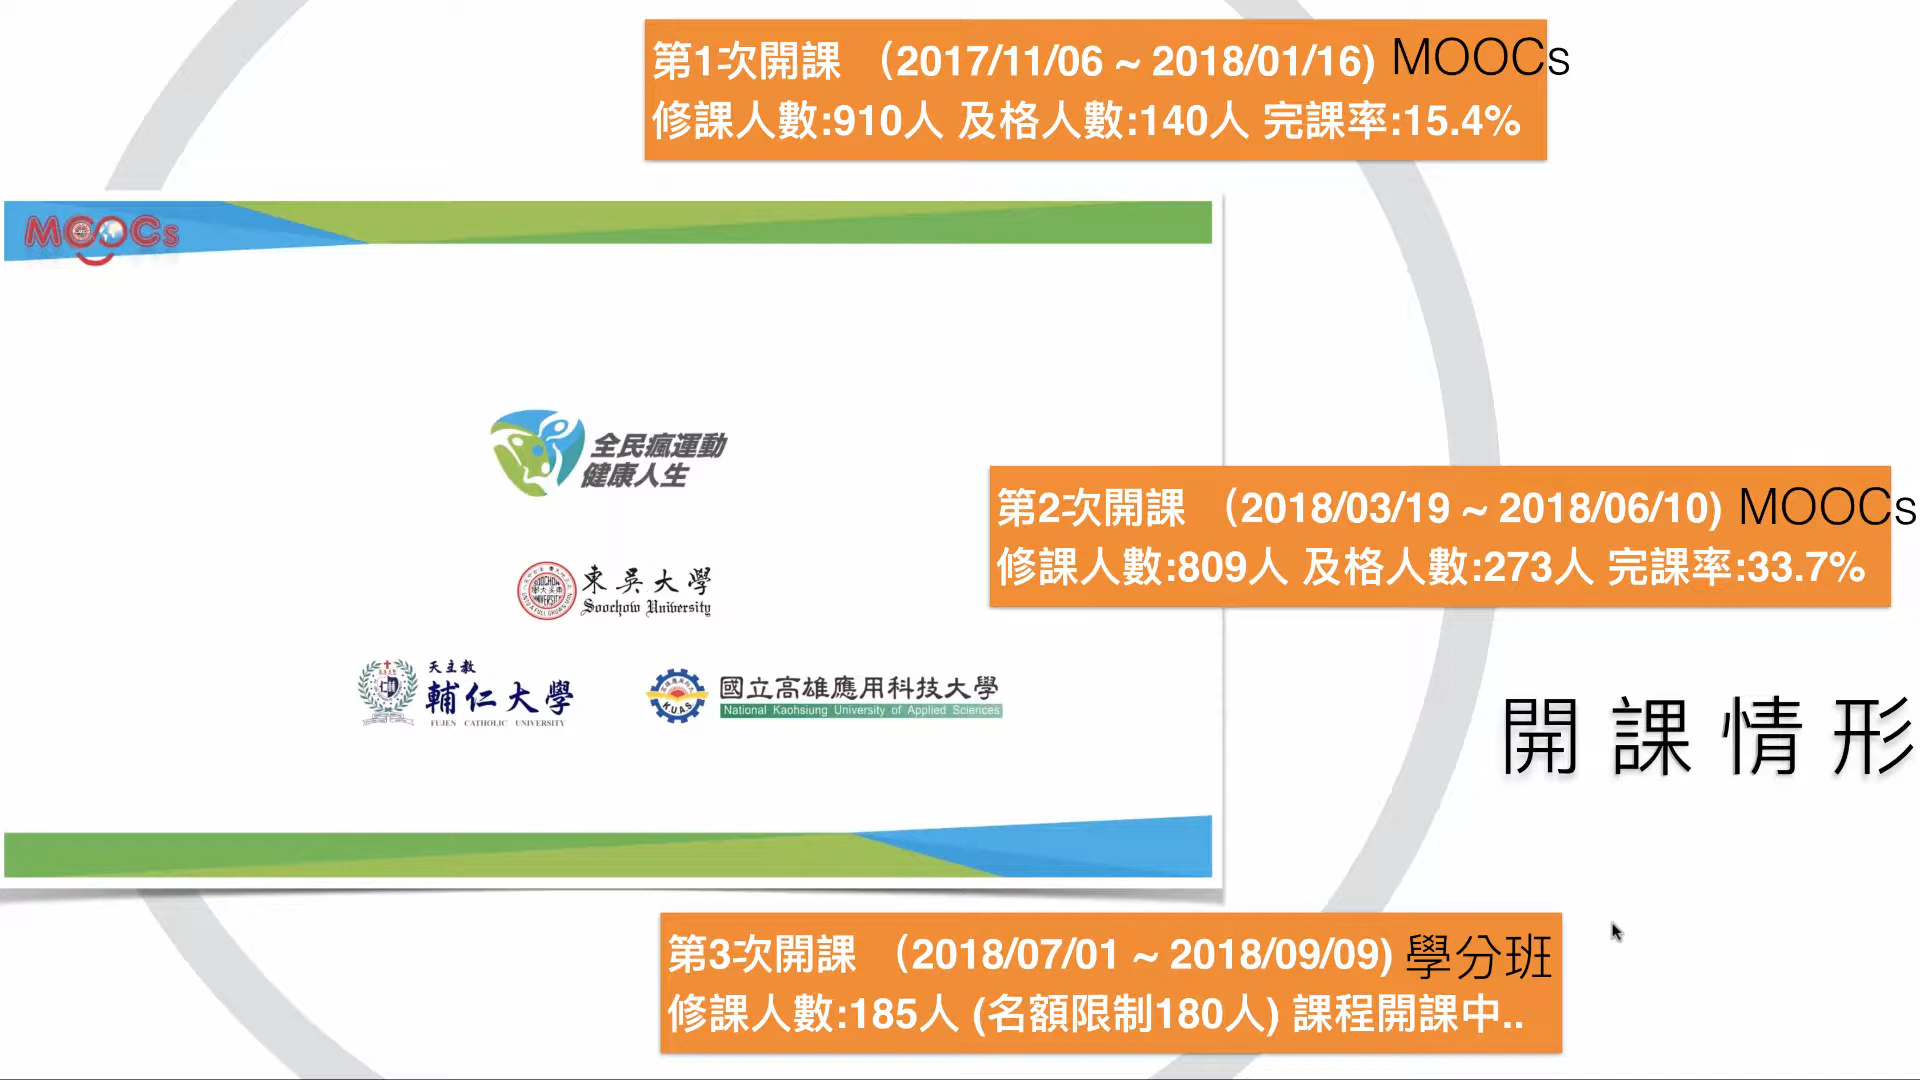 第1次開課 （2017/11/06 ~ 2018/01/16) MOOCs
修課人數:910人 及格人數:140人 完課率:15.4%
MOOCs
全民瘋運動
健康人生
第2次開課 （2018/03/19 ~ 2018/06/10) MOOCs
修課人數:809人 及格人數:273人 完課率:33.7%
東吳大學
Soochow University
天主教
輔仁大學
FUJEN CATHOLIC UNIVERSITY
國立高雄應用科技大學
National Kaohsiung University of Applied Sciences
K.U.A.S.
開課情形
第3次開課 （2018/07/01 ~ 2018/09/09) 學分班
修課人數:185人 (名額限制180人) 課程開課中..